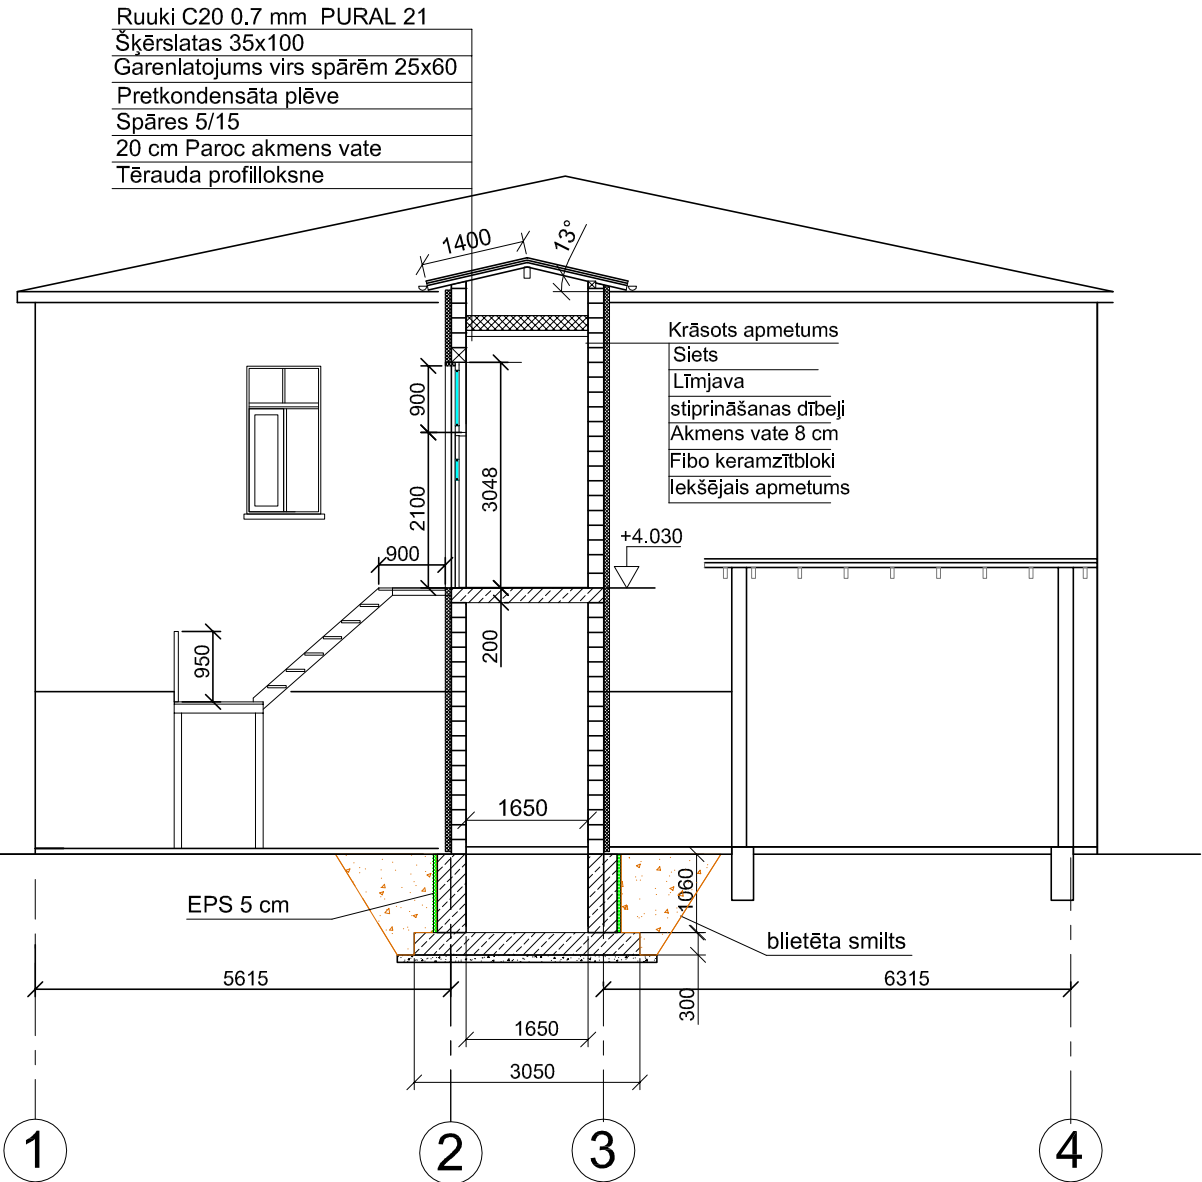 Ruuki C20 0.7 mm PURAL 21
Šķērslatas 35x100
Garenlatojums virs spārēm 25x60
Pretkondensāta plēve
Spāres 5/15
20 cm Paroc akmens vate
Tērauda profilloksne
1400
13°
Krāsots apmetums
Siets
Līmjava
stiprināšanas dībeļi
Akmens vate 8 cm
Fibo keramzītbloki
Iekšējais apmetums
900
3048
2100
+4.030
900
200
950
1650
1060
EPS 5 cm
blietēta smilts
5615
6315
300
1650
3050
1
2
3
4